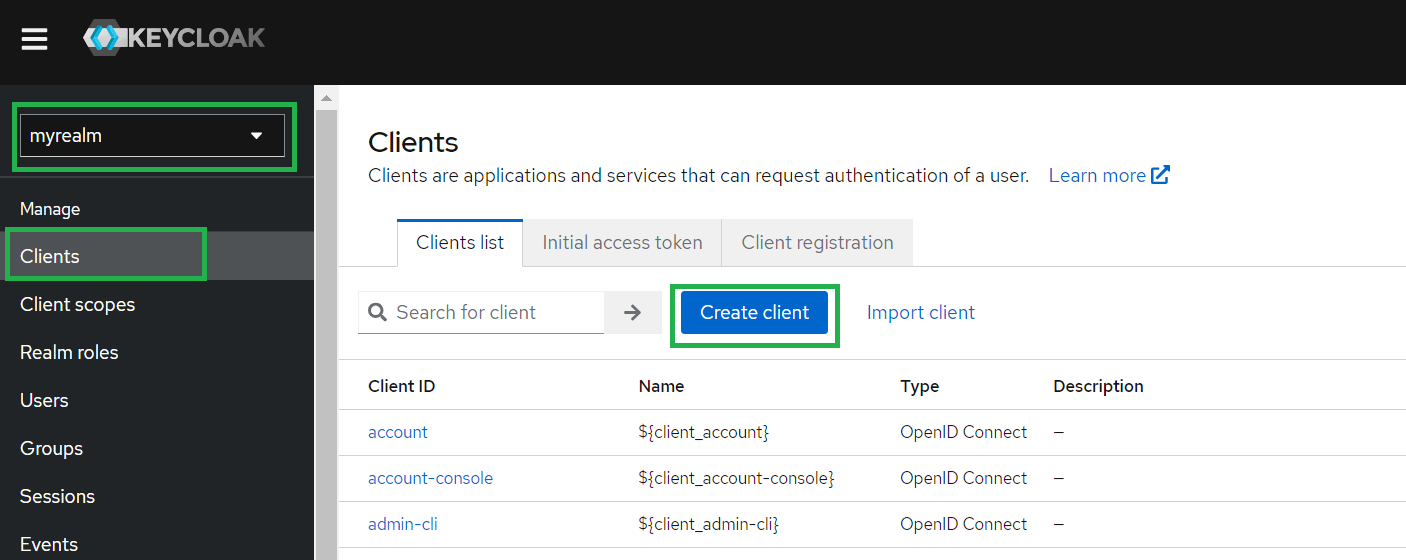 KEYCLOAK
myrealm
Manage
Clients
Client scopes
Realm roles
Users
Groups
Sessions
Events
Clients
Clients are applications and services that can request authentication of a user. Learn more
Clients list Initial access token Client registration
Search for client Create client Import client
Client ID Name Type Description
account ${client_account} OpenID Connect –
account-console ${client_account-console} OpenID Connect –
admin-cli ${client_admin-cli} OpenID Connect –